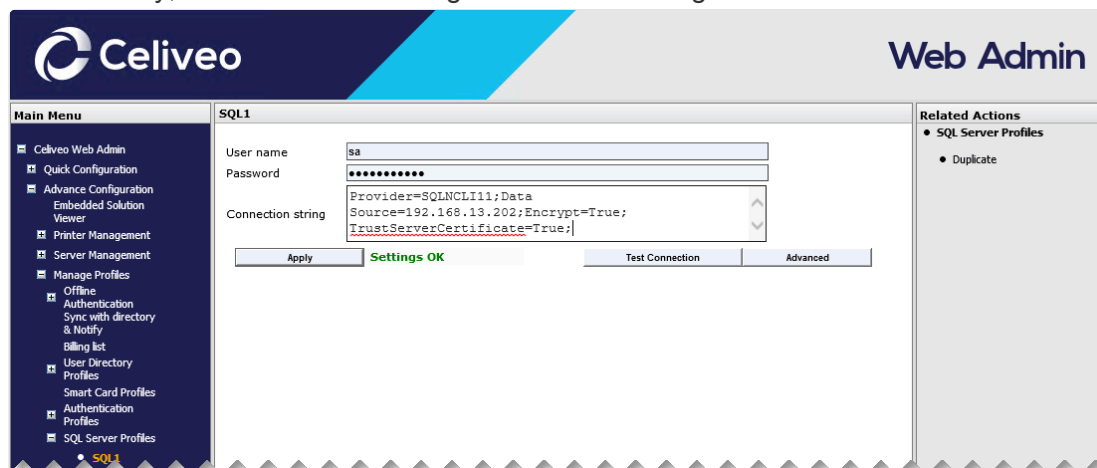 Celiveo
Web Admin
Main Menu
Celiveo Web Admin
Quick Configuration
Advance Configuration
Embedded Solution
Viewer
Printer Management
Server Management
Manage Profiles
Offline
Authentication
Sync with directory
& Notify
Billing list
User Directory
Profiles
Smart Card Profiles
Authentication
Profiles
SQL Server Profiles
SQL1
SQL1
User name
sa
Password
•••••••••••
Connection string
Provider=SQLNCLI11;Data
Source=192.168.13.202;Encrypt=True;
TrustServerCertificate=True;
Apply
Settings OK
Test Connection
Advanced
Related Actions
SQL Server Profiles
Duplicate